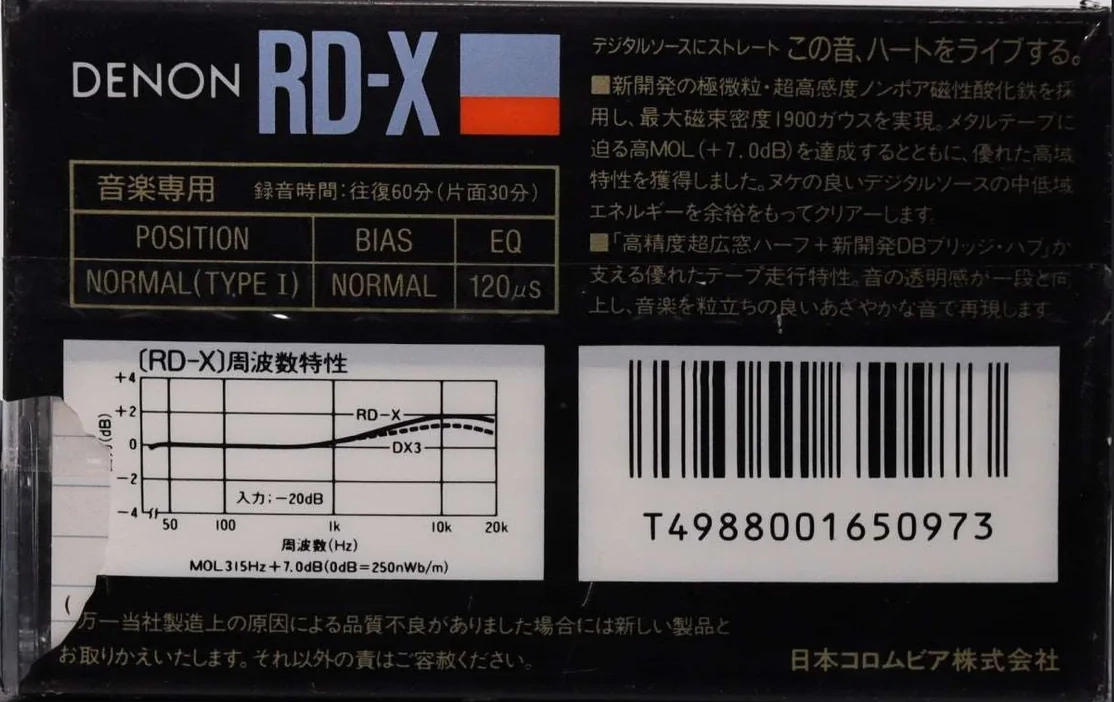 DENON RD-X
音楽専用 録音時間:往復60分(片面30分)
POSITION BIAS EQ
NORMAL(TYPE I) NORMAL 120μs
デジタルソースにストレート この音、ハートをライブする。
■新開発の極微粒・超高感度ノンポア磁性酸化鉄を採
用し、最大磁束密度1900ガウスを実現。メタルテープに
迫る高MOL(+7.0dB)を達成するとともに、優れた高域
特性を獲得しました。ヌケの良いデジタルソースの中低域
エネルギーを余裕をもってクリアーします。
■「高精度超広窓ハーフ+新開発DBブリッジ・ハブ」が
支える優れたテープ走行特性。音の透明感が一段と向
上し、音楽を粒立ちの良いあざやかな音で再現します
〔RD-X〕周波数特性
+4
+2
0
-2
-4
(dB)
RD-X
DX3
入力;-20dB
50 100 1k 10k 20k
周波数(Hz)
MOL 315Hz+7.0dB(0dB=250nWb/m)
T4988001650973
万一当社製造上の原因による品質不良がありました場合には新しい製品と
お取りかえいたします。それ以外の責はご容赦ください。
日本コロムビア株式会社